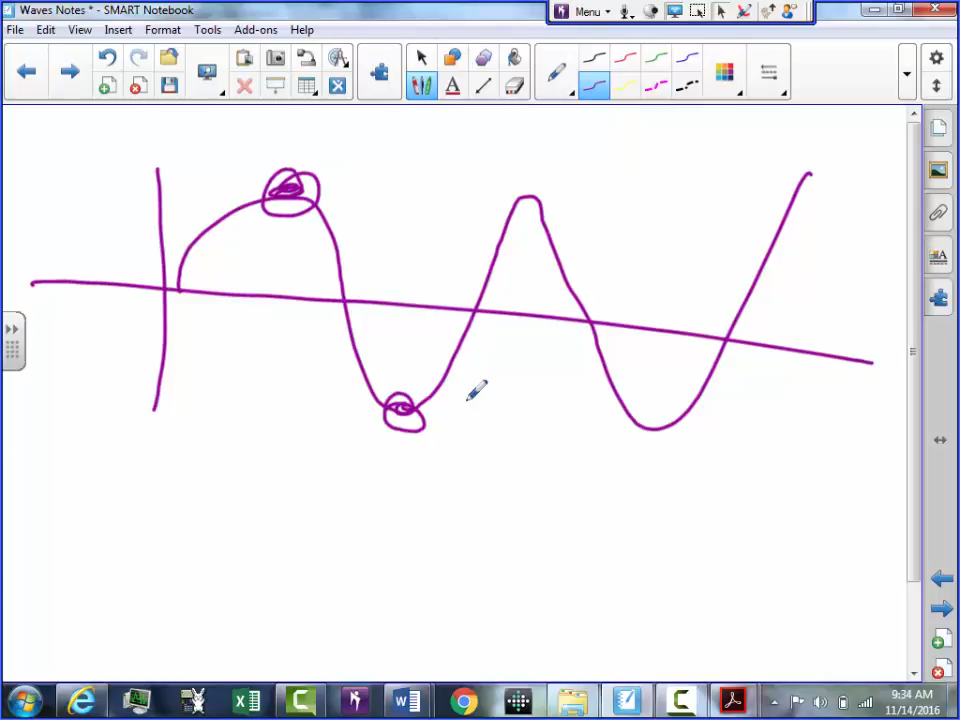 Waves Notes * - SMART Notebook
Menu
File Edit View Insert Format Tools Add-ons Help
9:34 AM
11/14/2016